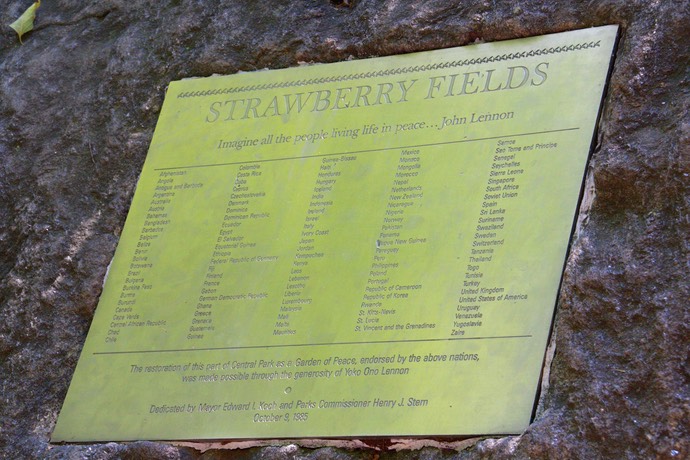 STRAWBERRY FIELDS
Imagine all the people living life in peace...John Lennon
Afghanistan
Angola
Antigua and Barbuda
Argentina
Australia
Austria
Bahamas
Bangladesh
Barbados
Belgium
Belize
Benin
Bolivia
Botswana
Brazil
Bulgaria
Burkina Faso
Burma
Burundi
Canada
Cape Verde
Central African Republic
Chad
Chile
Colombia
Costa Rica
Cuba
Cyprus
Czechoslovakia
Denmark
Dominica
Dominican Republic
Ecuador
Egypt
El Salvador
Equatorial Guinea
Ethiopia
Federal Republic of Germany
Fiji
Finland
France
Gabon
German Democratic Republic
Ghana
Greece
Grenada
Guatemala
Guinea
Guinea-Bissau
Haiti
Honduras
Hungary
Iceland
India
Indonesia
Ireland
Israel
Italy
Ivory Coast
Japan
Jordan
Kampuchea
Kenya
Laos
Lebanon
Lesotho
Liberia
Luxembourg
Malawi
Mali
Malta
Mauritius
Mexico
Monaco
Mongolia
Morocco
Nepal
Netherlands
New Zealand
Nicaragua
Nigeria
Norway
Pakistan
Panama
Papua New Guinea
Paraguay
Peru
Philippines
Poland
Portugal
Republic of Cameroon
Republic of Korea
Rwanda
St. Kitts-Nevis
St. Lucia
St. Vincent and the Grenadines
Samoa
Sao Tome and Principe
Senegal
Seychelles
Sierra Leone
Singapore
South Africa
Soviet Union
Spain
Sri Lanka
Suriname
Swaziland
Sweden
Switzerland
Tanzania
Thailand
Togo
Tunisia
Turkey
United Kingdom
United States of America
Uruguay
Venezuela
Yugoslavia
Zaire
The restoration of this part of Central Park as a Garden of Peace, endorsed by the above nations,
was made possible through the generosity of Yoko Ono Lennon
Dedicated by Mayor Edward I. Koch and Parks Commissioner Henry J. Stern
October 9, 1985